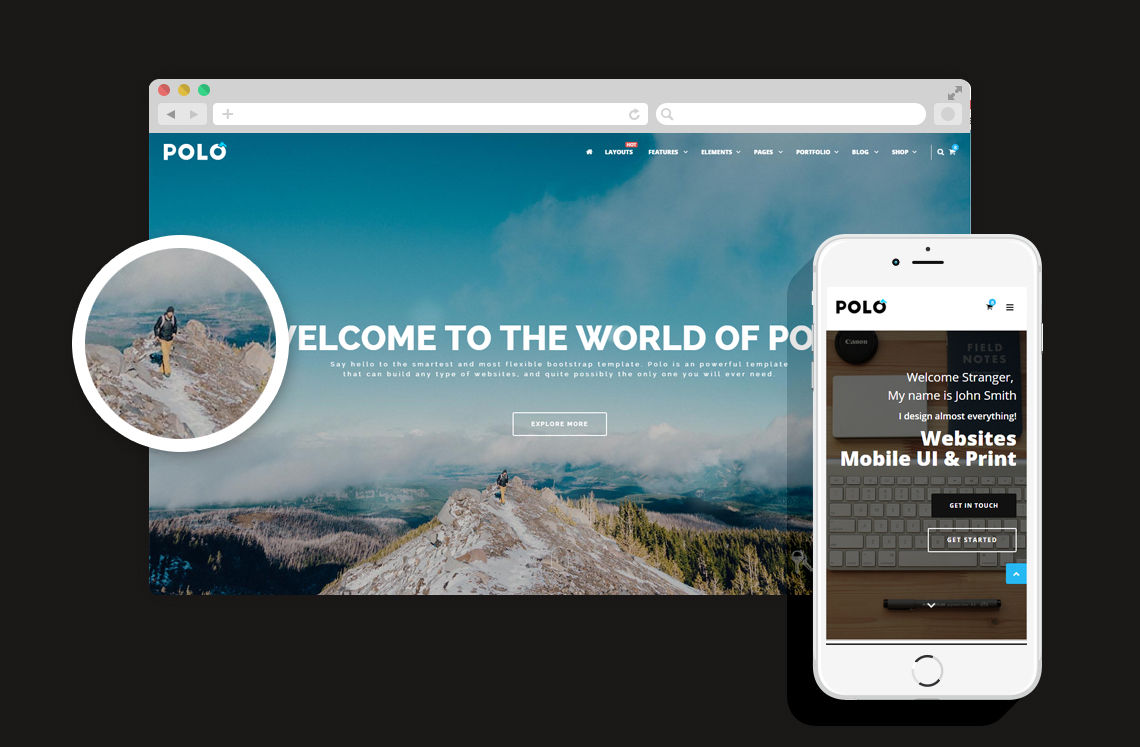 POLO
LAYOUTS HOT FEATURES ELEMENTS PAGES PORTFOLIO BLOG SHOP
ELCOME TO THE WORLD OF PO
Say hello to the smartest and most flexible bootstrap template. Polo is an powerful template
that can build any type of websites, and quite possibly the only one you will ever need.
EXPLORE MORE
POLO
Canon
FIELD
NOTES
Welcome Stranger,
My name is John Smith
I design almost everything!
Websites
Mobile UI & Print
GET IN TOUCH
GET STARTED